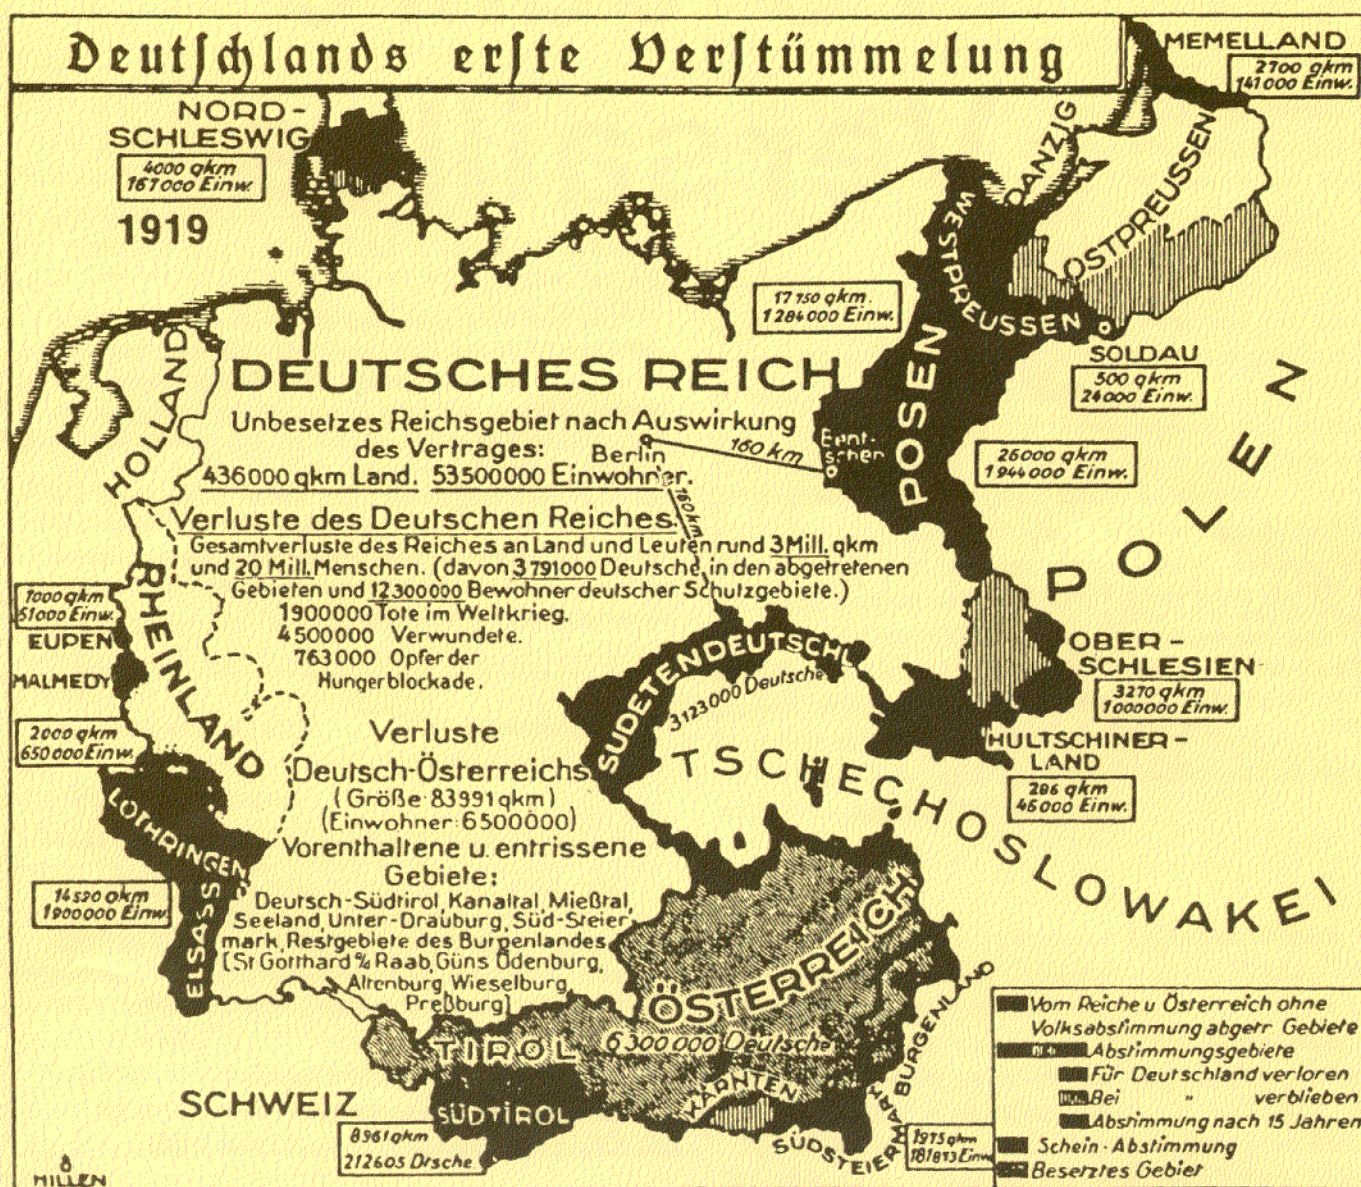 Deutschlands erste Verstümmelung
MEMELLAND
2700 qkm
141000 Einw.
NORD-
SCHLESWIG
4000 qkm
167000 Einw.
1919
DANZIG
OSTPREUSSEN
WESTPREUSSEN
17150 qkm.
1284000 Einw.
SOLDAU
500 qkm
24000 Einw.
HOLLAND
DEUTSCHES REICH
Unbesetzes Reichsgebiet nach Auswirkung
des Vertrages:
436000 qkm Land. 53500000 Einwohner.
Berlin
160 km
160 km
POSEN
26000 qkm
1944000 Einw.
POLEN
Verluste des Deutschen Reiches.
Gesamtverluste des Reiches an Land und Leuten rund 3 Mill. qkm
und 20 Mill. Menschen. (davon 3791000 Deutsche, in den abgetretenen
Gebieten und 12300000 Bewohner deutscher Schutzgebiete.)
1900000 Tote im Weltkrieg.
4500000 Verwundete.
763000 Opfer der
Hungerblockade.
RHEINLAND
1000 qkm
61000 Einw.
EUPEN
MALMEDY
2000 qkm
650000 Einw.
LOTHRINGEN
ELSASS
14520 qkm
1900000 Einw.
SUDETENDEUTSCHL
3123000 Deutsche
TSCHECHOSLOWAKEI
OBER-
SCHLESIEN
3270 qkm
1000000 Einw.
HULTSCHINER-
LAND
286 qkm
46000 Einw.
Verluste
Deutsch-Österreichs
(Größe: 83991 qkm)
(Einwohner: 6500000)
Vorenthaltene u. entrissene
Gebiete:
Deutsch-Südtirol, Kanaltal, Mießtal,
Seeland, Unter-Drauburg, Süd-Steier
mark, Restgebiete des Burgenlandes
(St Gotthard a/d Raab, Güns Ödenburg,
Altenburg, Wieselburg,
Preßburg)
ÖSTERREICH
6300000 Deutsche
TIROL
SÜDTIROL
KÄRNTEN
SÜDSTEIERMARK
BURGENLAND
SCHWEIZ
8961 qkm
212605 Dtsche.
1975 qkm
181893 Einw
HILLEN
Vom Reiche u Österreich ohne
Volksabstimmung abgetr Gebiete
Abstimmungsgebiete
Für Deutschland verloren
Bei " verblieben
Abstimmung nach 15 Jahren
Schein-Abstimmung
Besetztes Gebiet